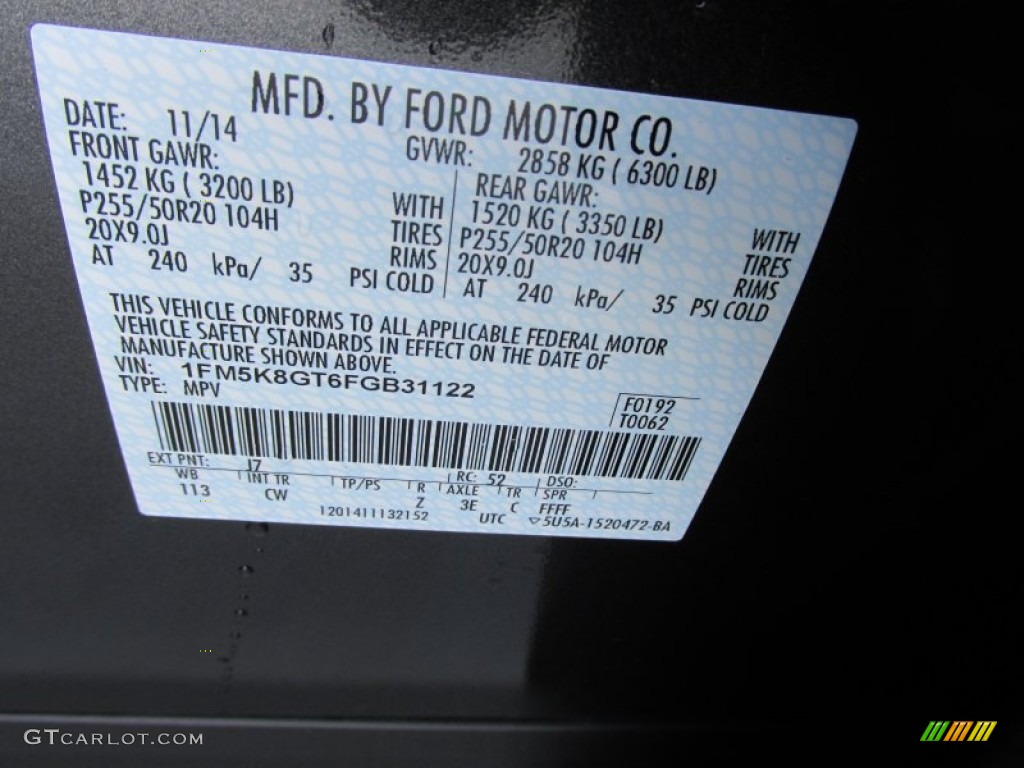 MFD. BY FORD MOTOR CO.
DATE: 11/14 GVWR: 2858 KG ( 6300 LB)
FRONT GAWR: REAR GAWR:
1452 KG ( 3200 LB) WITH 1520 KG ( 3350 LB) WITH
P255/50R20 104H TIRES P255/50R20 104H TIRES
20X9.0J RIMS 20X9.0J RIMS
AT 240 kPa/ 35 PSI COLD AT 240 kPa/ 35 PSI COLD
THIS VEHICLE CONFORMS TO ALL APPLICABLE FEDERAL MOTOR
VEHICLE SAFETY STANDARDS IN EFFECT ON THE DATE OF
MANUFACTURE SHOWN ABOVE.
VIN: 1FM5K8GT6FGB31122
TYPE: MPV
F0192
T0062
EXT PNT: J7 RC: 52 DSO:
WB INT TR TP/PS R AXLE TR SPR
113 CW Z 3E C FFFF
1201411132152 UTC 5U5A-1520472-BA
GTCARLOT.COM